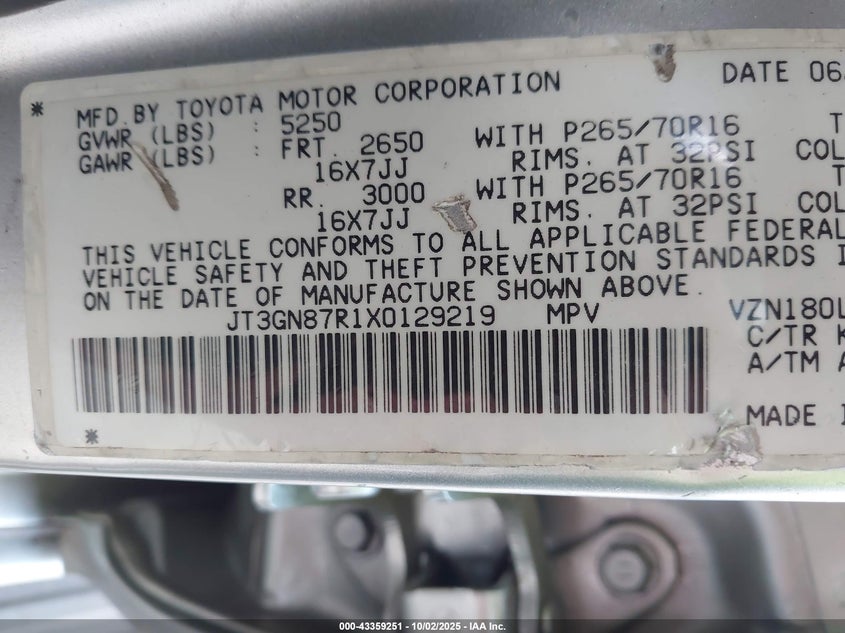 * MFD. BY TOYOTA MOTOR CORPORATION DATE 06
GVWR (LBS) : 5250
GAWR (LBS) : FRT. 2650 WITH P265/70R16 T
16X7JJ RIMS. AT 32PSI COL
RR. 3000 WITH P265/70R16 T
16X7JJ RIMS. AT 32PSI COL
THIS VEHICLE CONFORMS TO ALL APPLICABLE FEDERAL
VEHICLE SAFETY AND THEFT PREVENTION STANDARDS I
ON THE DATE OF MANUFACTURE SHOWN ABOVE.
JT3GN87R1X0129219 MPV VZN180L
C/TR K
A/TM A
MADE I
*
000-43359251 - 10/02/2025 - IAA Inc.